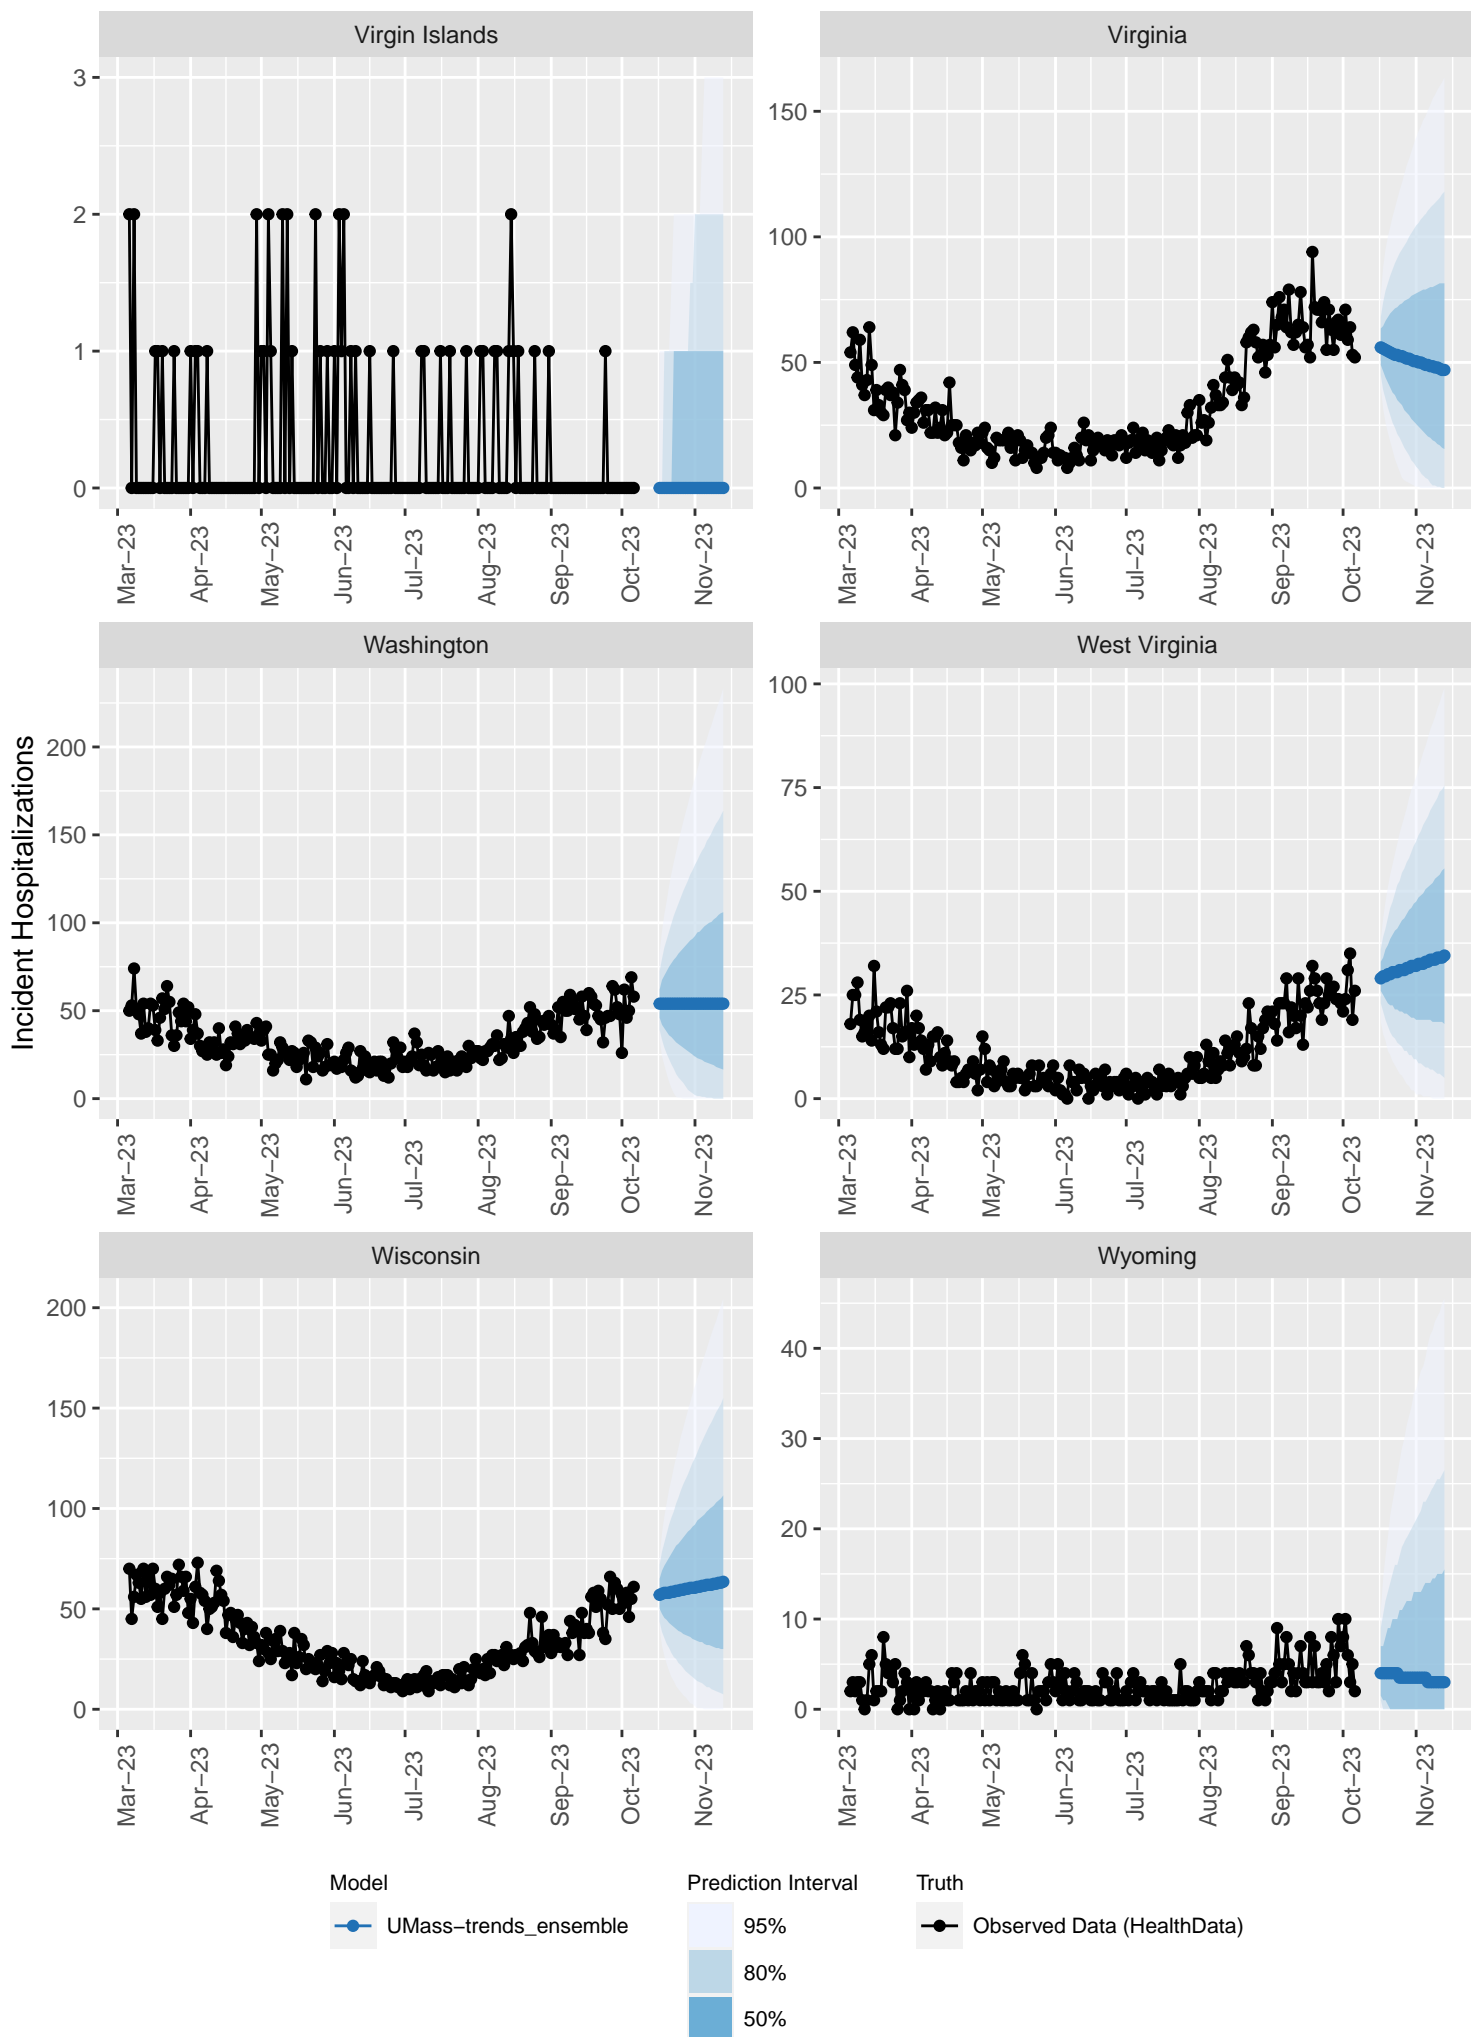 Virgin Islands
Virginia
3
2
1
0
150
100
50
0
Mar−23 Apr−23 May−23 Jun−23 Jul−23 Aug−23 Sep−23 Oct−23 Nov−23
Mar−23 Apr−23 May−23 Jun−23 Jul−23 Aug−23 Sep−23 Oct−23 Nov−23
Washington
West Virginia
Incident Hospitalizations
200
150
100
50
0
100
75
50
25
0
Mar−23 Apr−23 May−23 Jun−23 Jul−23 Aug−23 Sep−23 Oct−23 Nov−23
Mar−23 Apr−23 May−23 Jun−23 Jul−23 Aug−23 Sep−23 Oct−23 Nov−23
Wisconsin
Wyoming
200
150
100
50
0
40
30
20
10
0
Mar−23 Apr−23 May−23 Jun−23 Jul−23 Aug−23 Sep−23 Oct−23 Nov−23
Mar−23 Apr−23 May−23 Jun−23 Jul−23 Aug−23 Sep−23 Oct−23 Nov−23
Model
UMass−trends_ensemble
Prediction Interval
95%
80%
50%
Truth
Observed Data (HealthData)